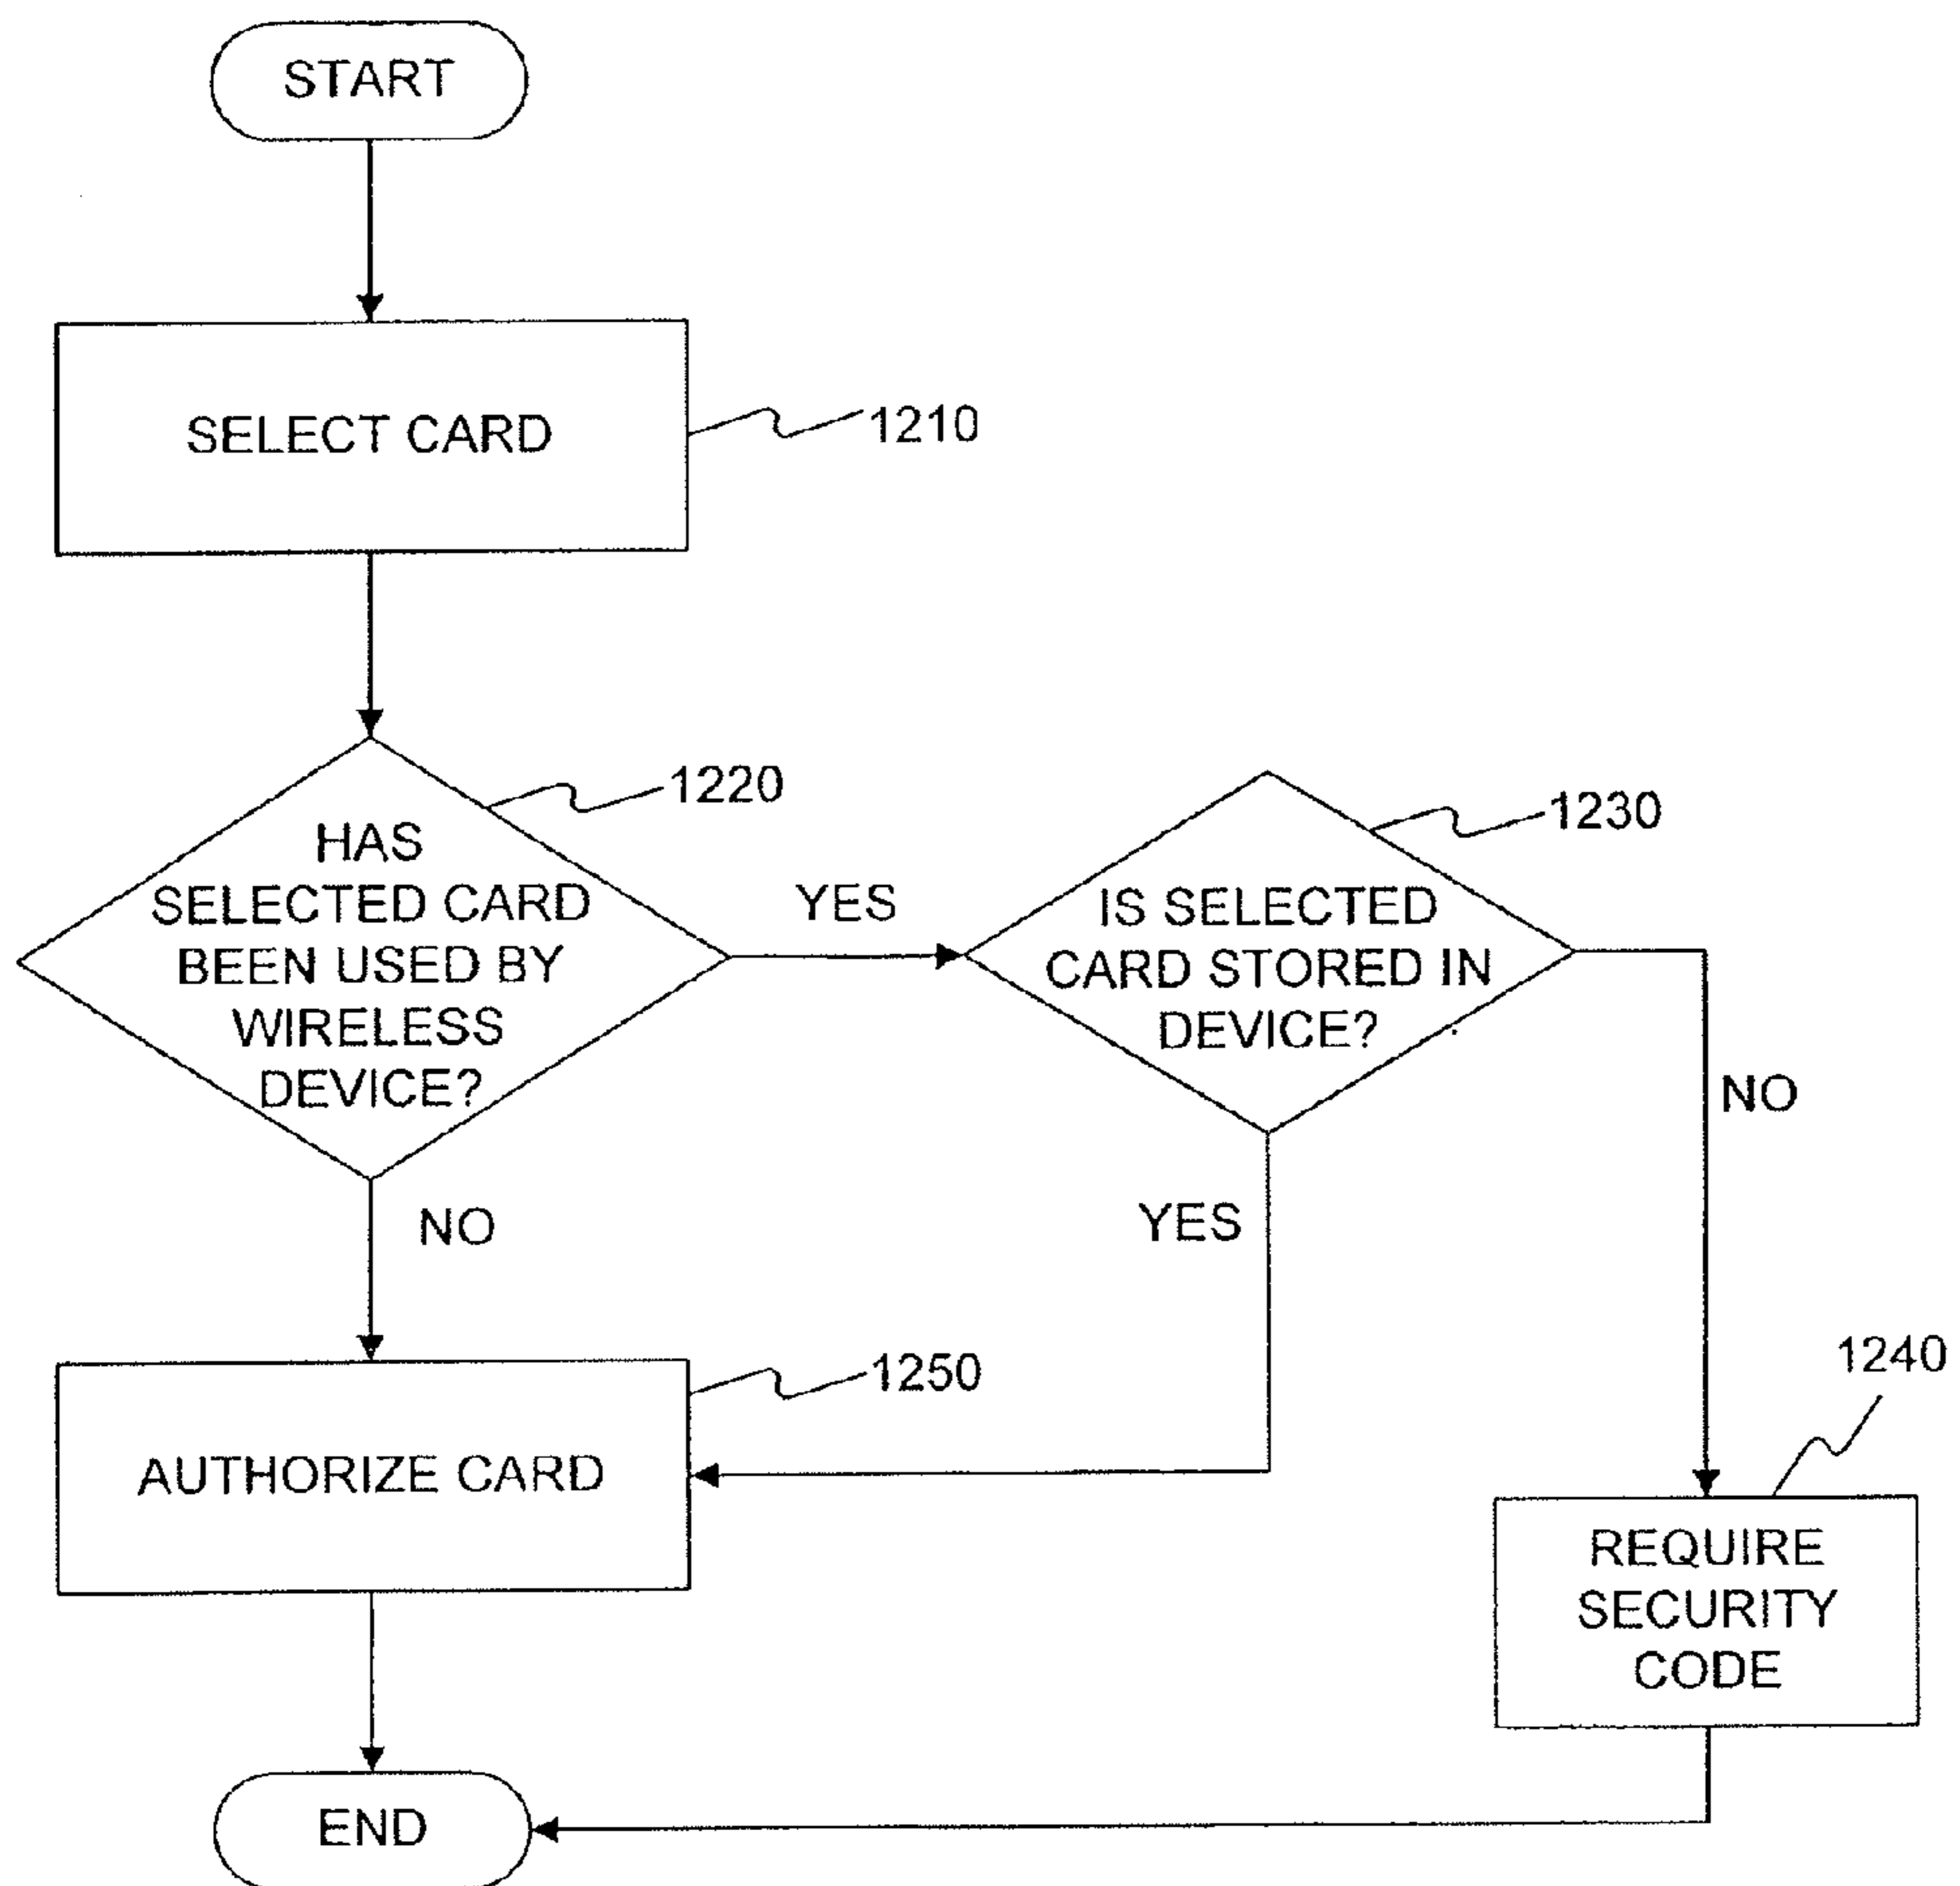 START
SELECT CARD
1210
1220
HAS
SELECTED CARD
BEEN USED BY
WIRELESS
DEVICE?
YES
1230
IS SELECTED
CARD STORED IN
DEVICE?
NO
YES
NO
1250
AUTHORIZE CARD
1240
REQUIRE
SECURITY
CODE
END